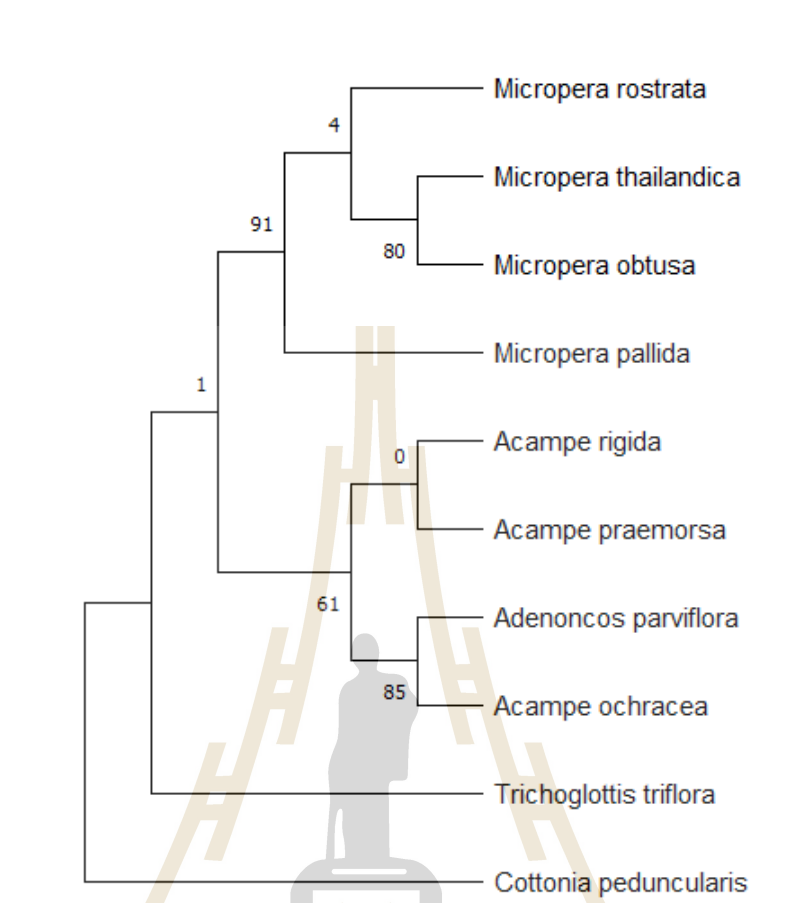 Micropera rostrata
4
Micropera thailandica
91
80
Micropera obtusa
Micropera pallida
1
Acampe rigida
0
Acampe praemorsa
61
Adenoncos parviflora
85
Acampe ochracea
Trichoglottis triflora
Cottonia peduncularis